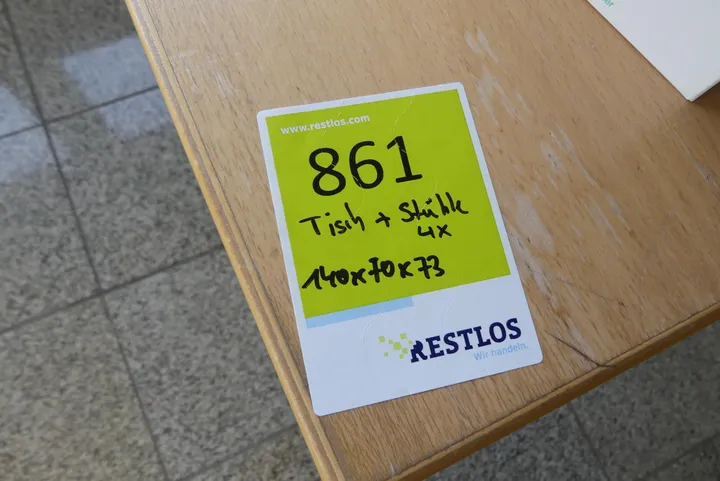 www.restlos.com
861
Tisch + Stühle
4x
140x70x73
RESTLOS
Wir handeln.